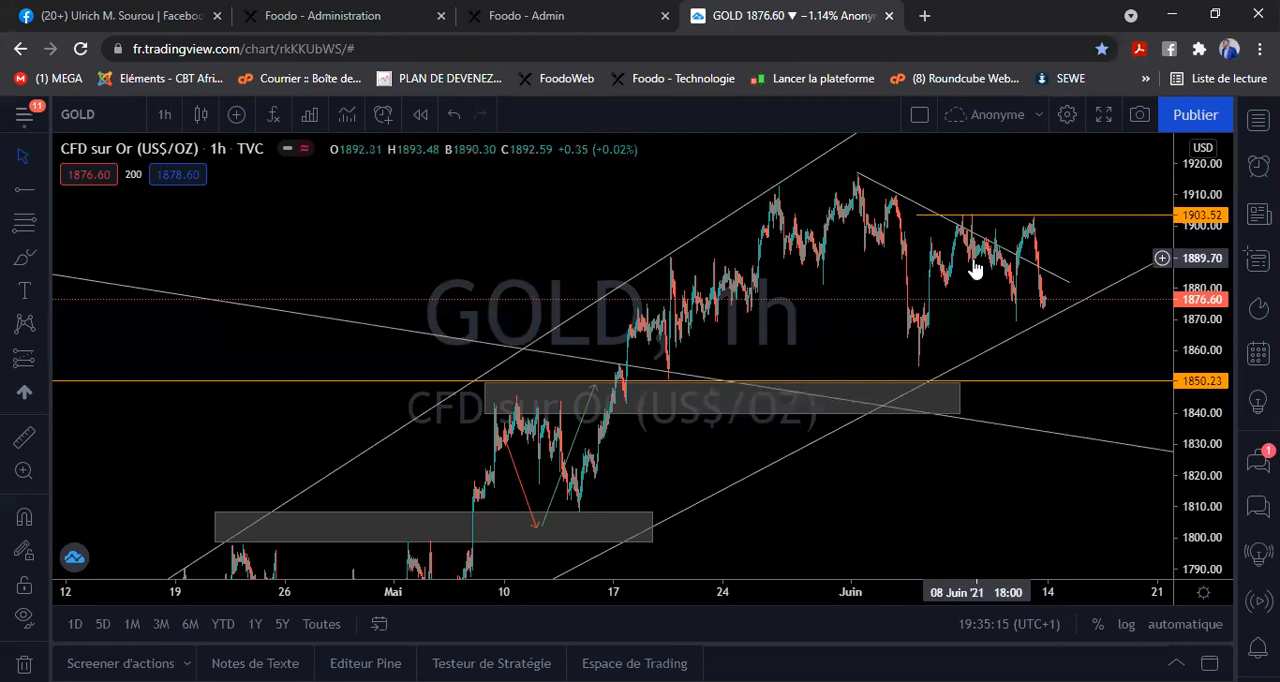 (20+) Ulrich M. Sourou | Faceboo
Foodo - Administration
Foodo - Admin
GOLD 1876.60 ▼ −1.14% Anony
fr.tradingview.com/chart/rkKKUbWS/#
(1) MEGA
Eléments - CBT Afri...
Courrier :: Boîte de...
PLAN DE DEVENEZ...
FoodoWeb
Foodo - Technologie
Lancer la plateforme
(8) Roundcube Web...
SEWE
»
Liste de lecture
11
GOLD
1h
Anonyme
Publier
CFD sur Or (US$/OZ) · 1h · TVC
O1892.31 H1893.48 B1890.30 C1892.59 +0.35 (+0.02%)
1876.60
200
1878.60
USD
1920.00
1910.00
1903.52
1900.00
1889.70
1880.00
1876.60
1870.00
1860.00
1850.23
1840.00
1830.00
1820.00
1810.00
1800.00
1790.00
GOLD, 1h
CFD sur Or (US$/OZ)
1
12
19
26
Mai
10
17
24
Juin
08 Juin '21 18:00
14
21
1D
5D
1M
3M
6M
YTD
1Y
5Y
Toutes
19:35:15 (UTC+1)
%
log
automatique
Screener d'actions
Notes de Texte
Editeur Pine
Testeur de Stratégie
Espace de Trading